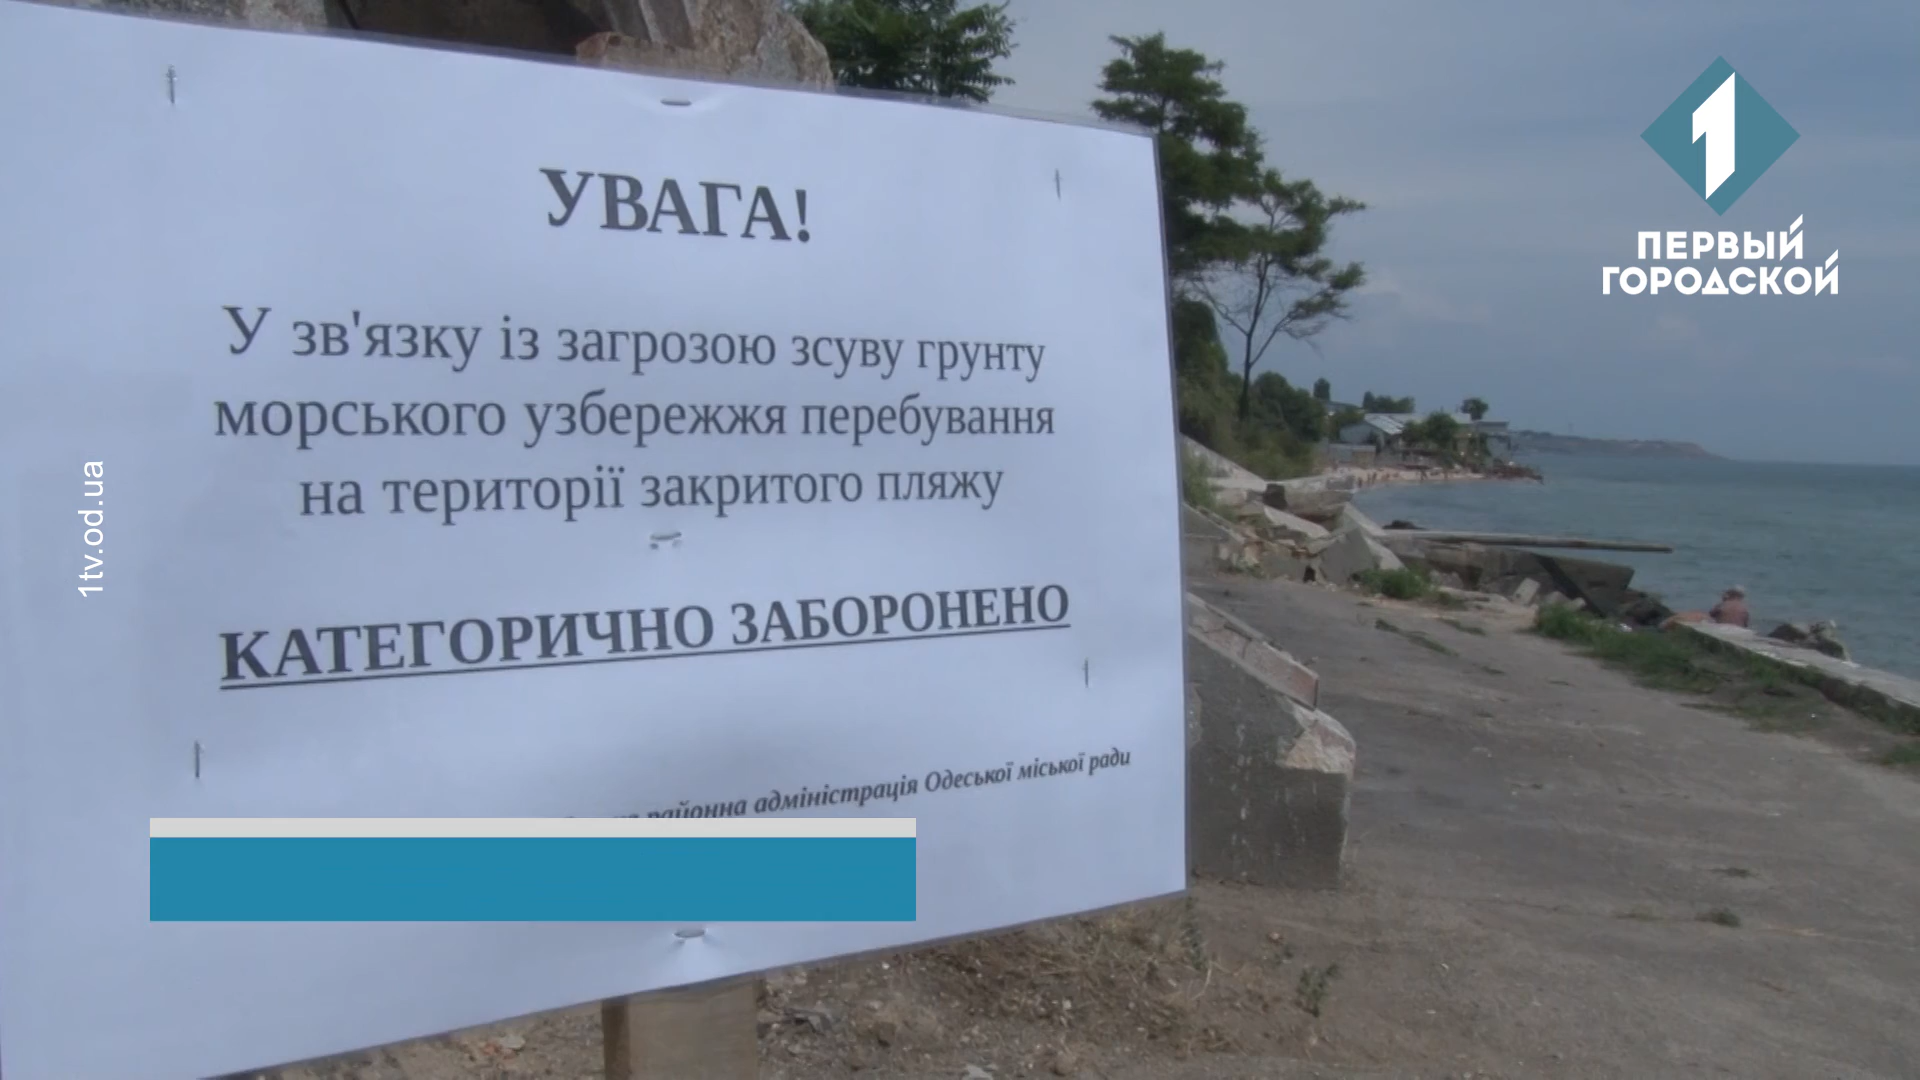 УВАГА!
У зв'язку із загрозою зсуву грунту
морського узбережжя перебування
на території закритого пляжу
КАТЕГОРИЧНО ЗАБОРОНЕНО
районна адміністрація Одеської міської ради
1
ПЕРВЫЙ
ГОРОДСКОЙ
1tv.od.ua